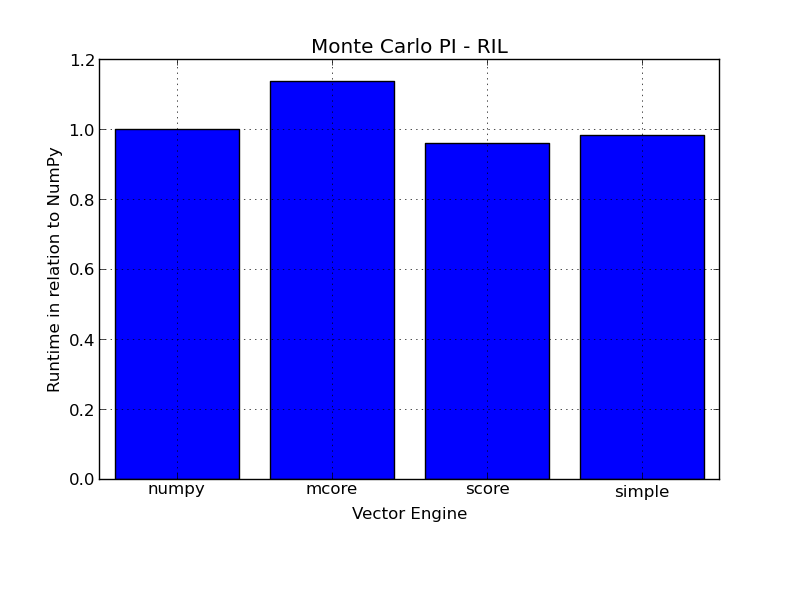 Monte Carlo PI - RIL
1.2
1.0
0.8
0.6
0.4
0.2
0.0
Runtime in relation to NumPy
numpy mcore score simple
Vector Engine